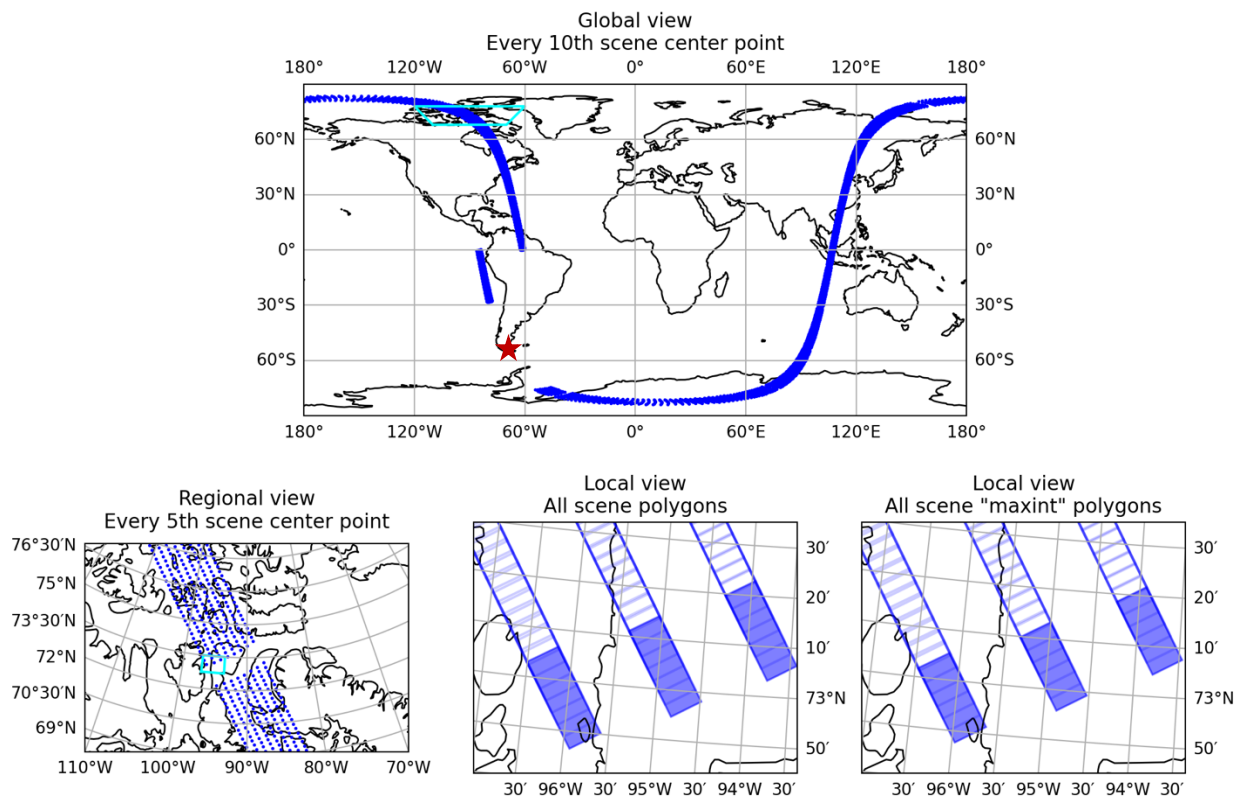 Global view
Every 10th scene center point
180° 120°W 60°W 0° 60°E 120°E 180°
60°N 60°N
30°N 30°N
0° 0°
30°S 30°S
60°S 60°S
180° 120°W 60°W 0° 60°E 120°E 180°
Regional view
Every 5th scene center point
76°30′N
75°N
73°30′N
72°N
70°30′N
69°N
110°W 100°W 90°W 80°W 70°W
Local view
All scene polygons
30′
20′
10′
73°N
50′
30′ 96°W 30′ 95°W 30′ 94°W 30′
Local view
All scene "maxint" polygons
30′
20′
10′
73°N
50′
30′ 96°W 30′ 95°W 30′ 94°W 30′